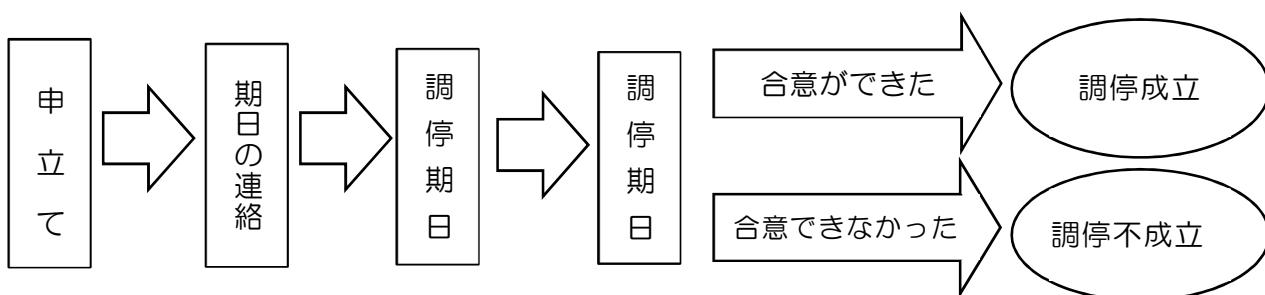 申立て
期日の連絡
調停期日
調停期日
合意ができた
調停成立
合意できなかった
調停不成立